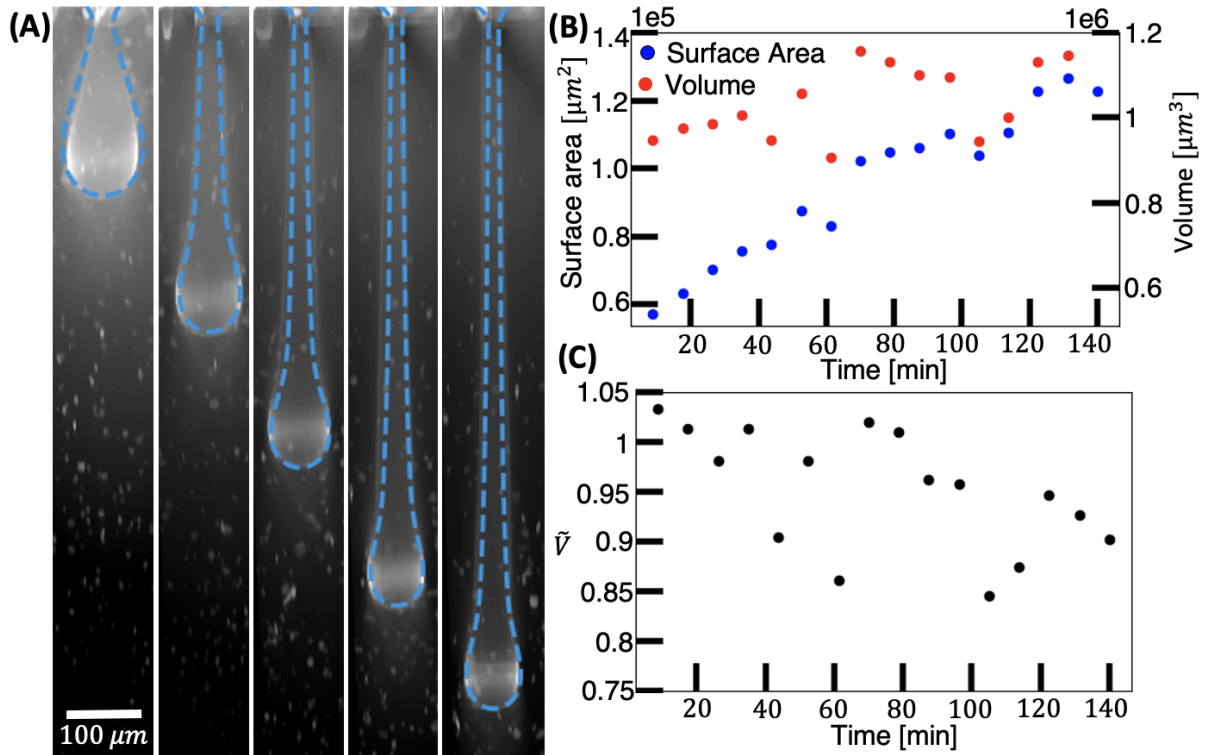 (A)
100 μm
(B)
1e5
1e6
Surface Area
Volume
Surface area [μm²]
1.4
1.2
1.0
0.8
0.6
Volume [μm³]
1.2
1
0.8
0.6
20 40 60 80 100 120 140
Time [min]
(C)
Ṽ
1.05
1
0.95
0.9
0.85
0.8
0.75
20 40 60 80 100 120 140
Time [min]